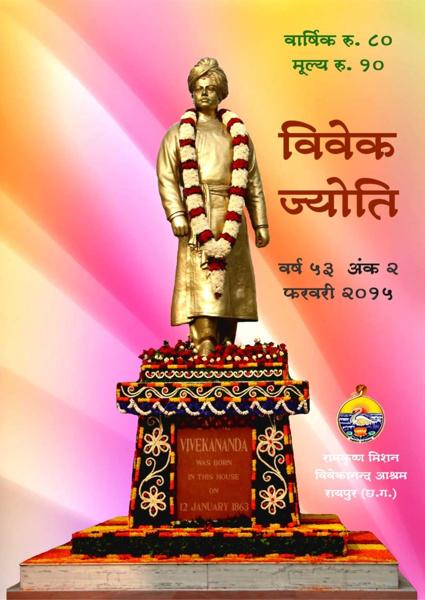 वार्षिक रु. ८०
मूल्य रु. १०
विवेक
ज्योति
वर्ष ५३ अंक २
फरवरी २०१५
रामकृष्ण मिशन
विवेकानन्द आश्रम
रायपुर (छ.ग.)
VIVEKANANDA
WAS BORN
IN THIS HOUSE
ON
12 JANUARY 1863